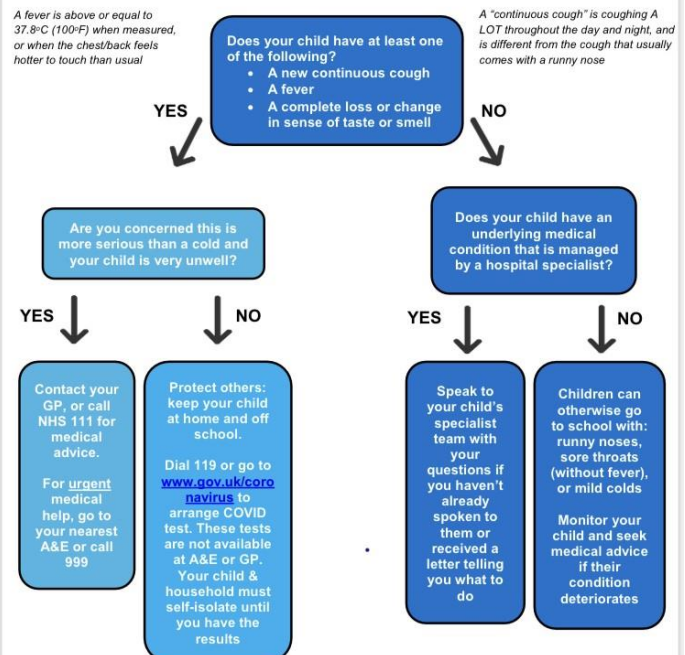 A fever is above or equal to
37.8ºC (100ºF) when measured,
or when the chest/back feels
hotter to touch than usual
Does your child have at least one
of the following?
• A new continuous cough
• A fever
• A complete loss or change
in sense of taste or smell
A “continuous cough” is coughing A
LOT throughout the day and night, and
is different from the cough that usually
comes with a runny nose
YES
NO
Are you concerned this is
more serious than a cold and
your child is very unwell?
Does your child have an
underlying medical
condition that is managed
by a hospital specialist?
YES
NO
YES
NO
Contact your
GP, or call
NHS 111 for
medical
advice.
For urgent
medical
help, go to
your nearest
A&E or call
999
Protect others:
keep your child
at home and off
school.
Dial 119 or go to
www.gov.uk/coro
navirus to
arrange COVID
test. These tests
are not available
at A&E or GP.
Your child &
household must
self-isolate until
you have the
results
Speak to
your child’s
specialist
team with
your
questions if
you haven’t
already
spoken to
them or
received a
letter telling
you what to
do
Children can
otherwise go
to school with:
runny noses,
sore throats
(without fever),
or mild colds
Monitor your
child and seek
medical advice
if their
condition
deteriorates